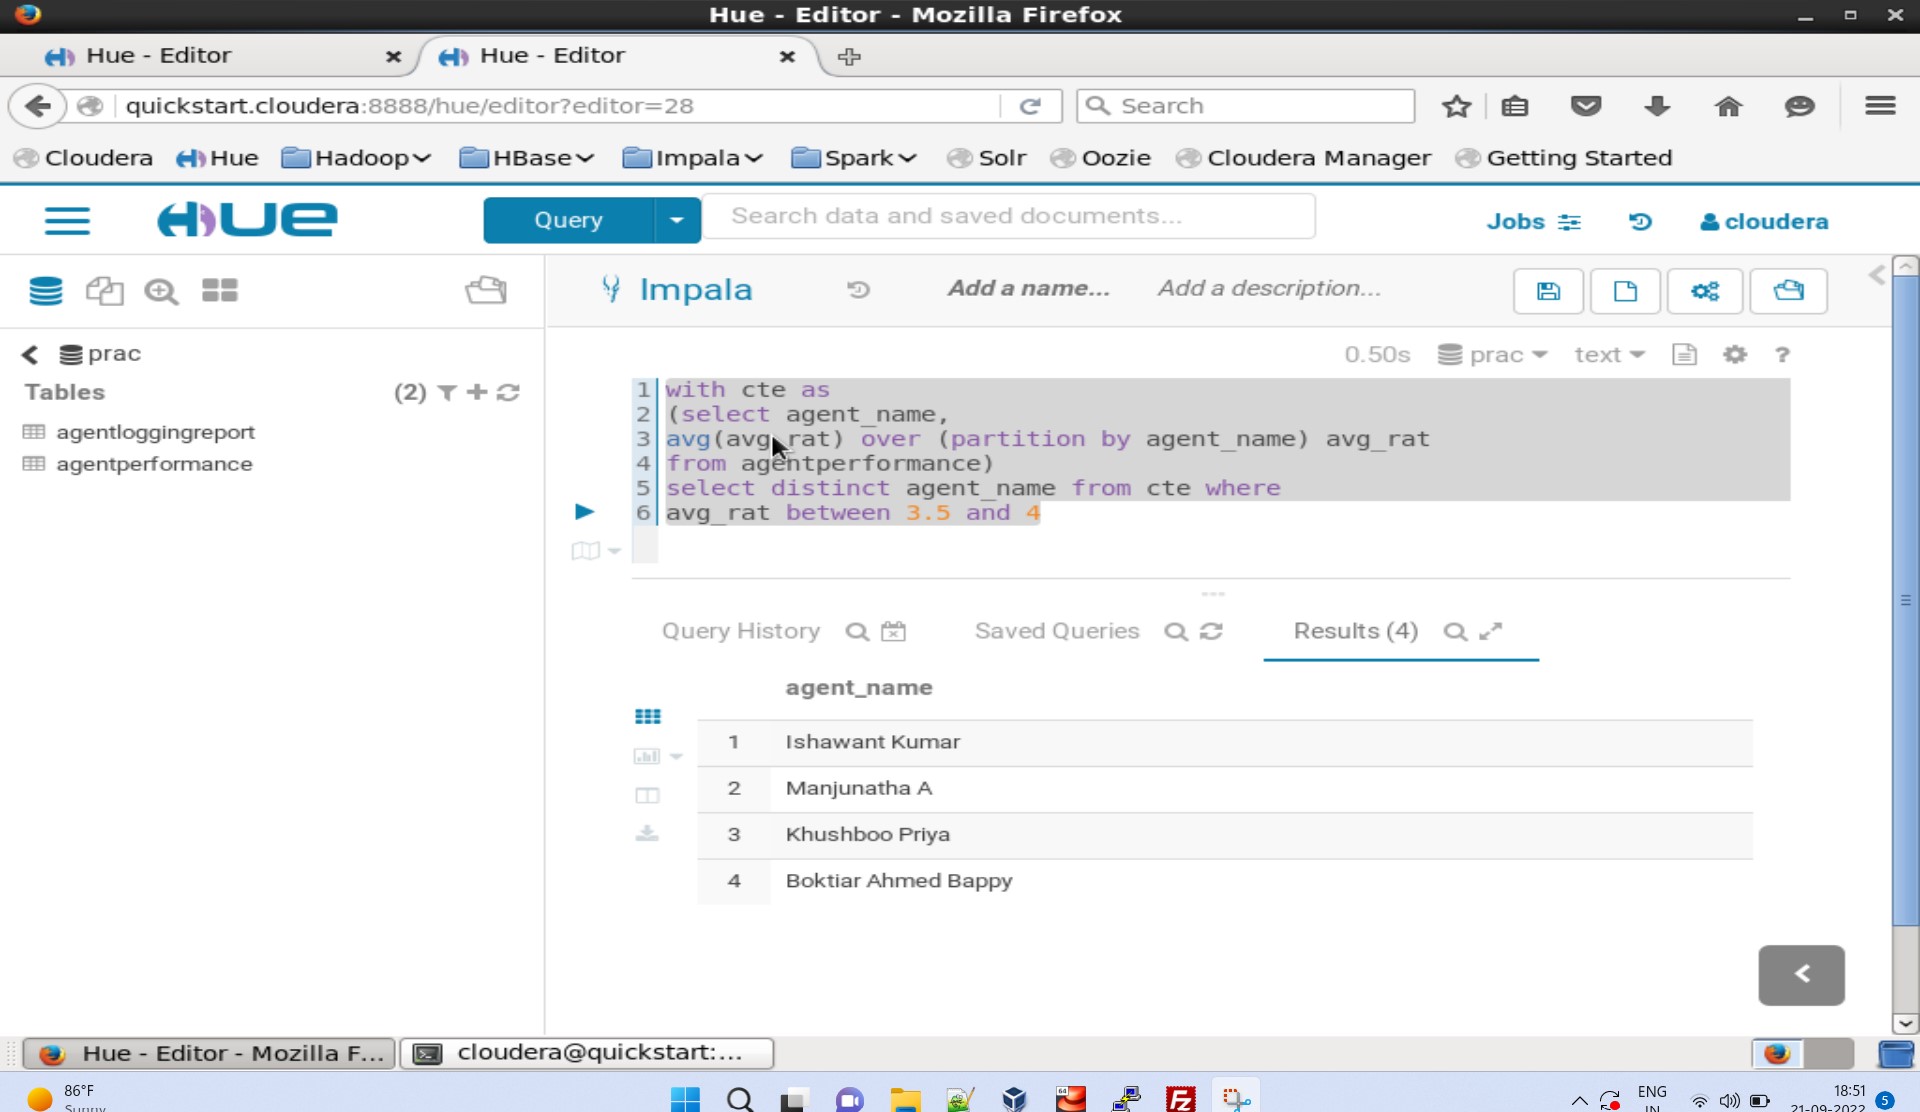 Hue - Editor - Mozilla Firefox
Hue - Editor
Hue - Editor
quickstart.cloudera:8888/hue/editor?editor=28
Search
Cloudera Hue Hadoop HBase Impala Spark Solr Oozie Cloudera Manager Getting Started
HUE
Query
Search data and saved documents...
Jobs
cloudera
Impala
Add a name...
Add a description...
prac
Tables
(2)
agentloggingreport
agentperformance
0.50s
prac
text
?
1 with cte as
2 (select agent_name,
3 avg(avg_rat) over (partition by agent_name) avg_rat
4 from agentperformance)
5 select distinct agent_name from cte where
6 avg_rat between 3.5 and 4
Query History
Saved Queries
Results (4)
agent_name
1 Ishawant Kumar
2 Manjunatha A
3 Khushboo Priya
4 Boktiar Ahmed Bappy
Hue - Editor - Mozilla F...
cloudera@quickstart:...
86°F
Sunny
64
Fz
ENG
IN
18:51
21-09-2022
5